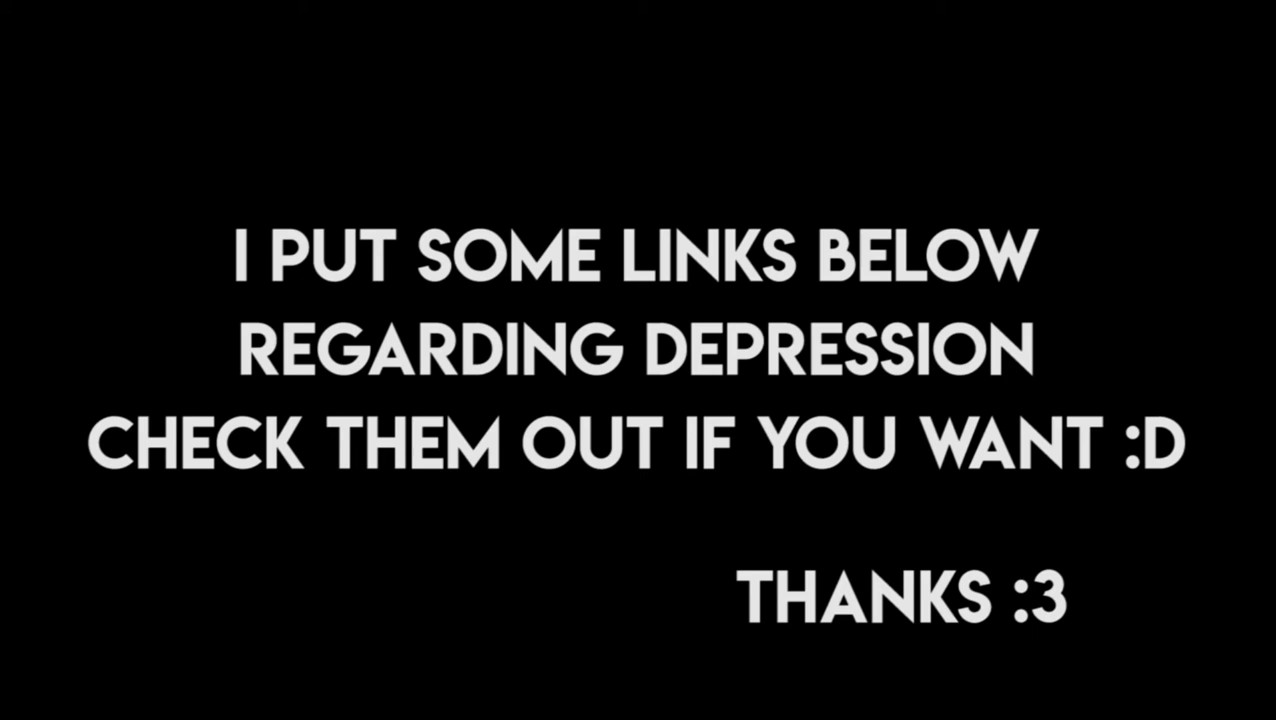 I PUT SOME LINKS BELOW
REGARDING DEPRESSION
CHECK THEM OUT IF YOU WANT :D
THANKS :3